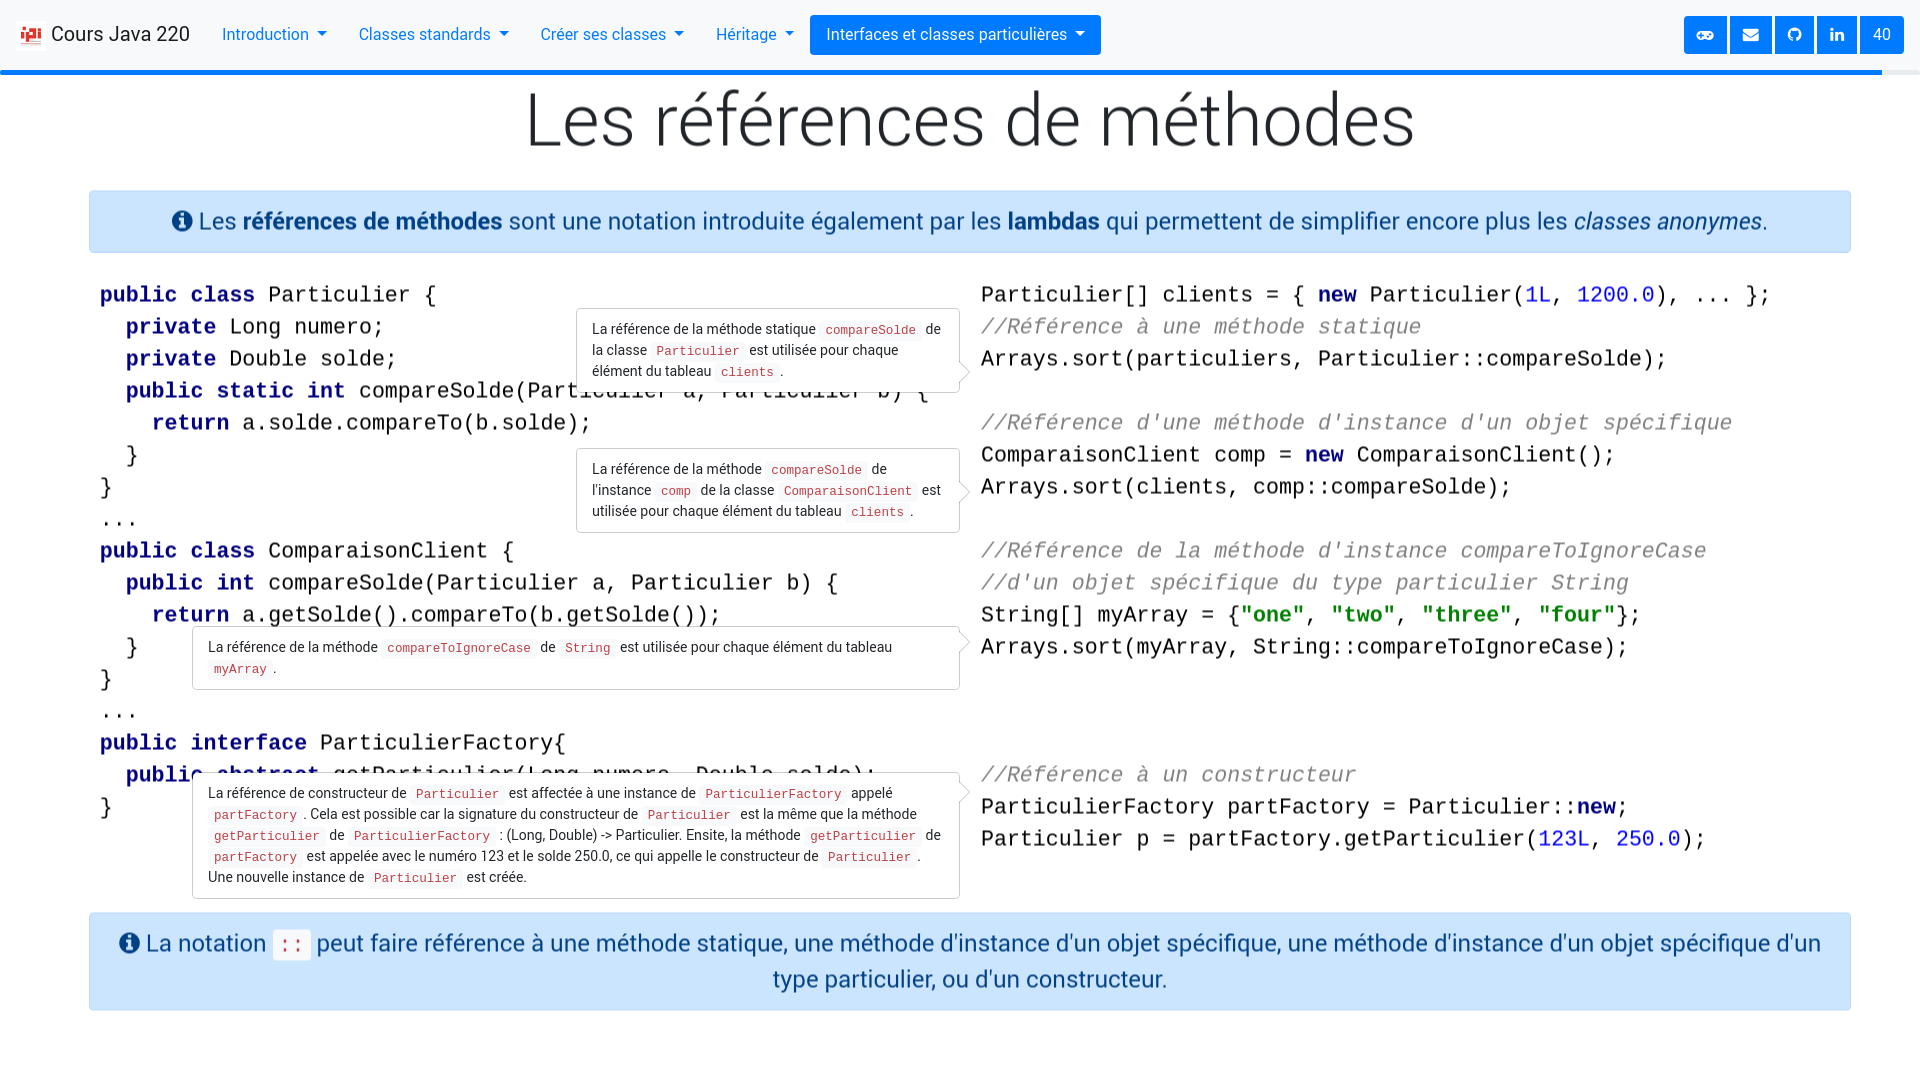 Cours Java 220
Introduction
Classes standards
Créer ses classes
Héritage
Interfaces et classes particulières
40
Les références de méthodes
Les références de méthodes sont une notation introduite également par les lambdas qui permettent de simplifier encore plus les classes anonymes.
public class Particulier {
private Long numero;
private Double solde;
public static int compareSolde(Particulier a, Particulier b) {
return a.solde.compareTo(b.solde);
}
}
...
public class ComparaisonClient {
public int compareSolde(Particulier a, Particulier b) {
return a.getSolde().compareTo(b.getSolde());
}
}
...
public interface ParticulierFactory{
public abstract getParticulier(Long numero, Double solde);
}
La référence de la méthode statique compareSolde de
la classe Particulier est utilisée pour chaque
élément du tableau clients.
La référence de la méthode compareSolde de
l'instance comp de la classe ComparaisonClient est
utilisée pour chaque élément du tableau clients.
La référence de la méthode compareToIgnoreCase de String est utilisée pour chaque élément du tableau
myArray.
La référence de constructeur de Particulier est affectée à une instance de ParticulierFactory appelé
partFactory. Cela est possible car la signature du constructeur de Particulier est la même que la méthode
getParticulier de ParticulierFactory : (Long, Double) -> Particulier. Ensite, la méthode getParticulier de
partFactory est appelée avec le numéro 123 et le solde 250.0, ce qui appelle le constructeur de Particulier.
Une nouvelle instance de Particulier est créée.
Particulier[] clients = { new Particulier(1L, 1200.0), ... };
//Référence à une méthode statique
Arrays.sort(particuliers, Particulier::compareSolde);
//Référence d'une méthode d'instance d'un objet spécifique
ComparaisonClient comp = new ComparaisonClient();
Arrays.sort(clients, comp::compareSolde);
//Référence de la méthode d'instance compareToIgnoreCase
//d'un objet spécifique du type particulier String
String[] myArray = {"one", "two", "three", "four"};
Arrays.sort(myArray, String::compareToIgnoreCase);
//Référence à un constructeur
ParticulierFactory partFactory = Particulier::new;
Particulier p = partFactory.getParticulier(123L, 250.0);
La notation :: peut faire référence à une méthode statique, une méthode d'instance d'un objet spécifique, une méthode d'instance d'un objet spécifique d'un
type particulier, ou d'un constructeur.